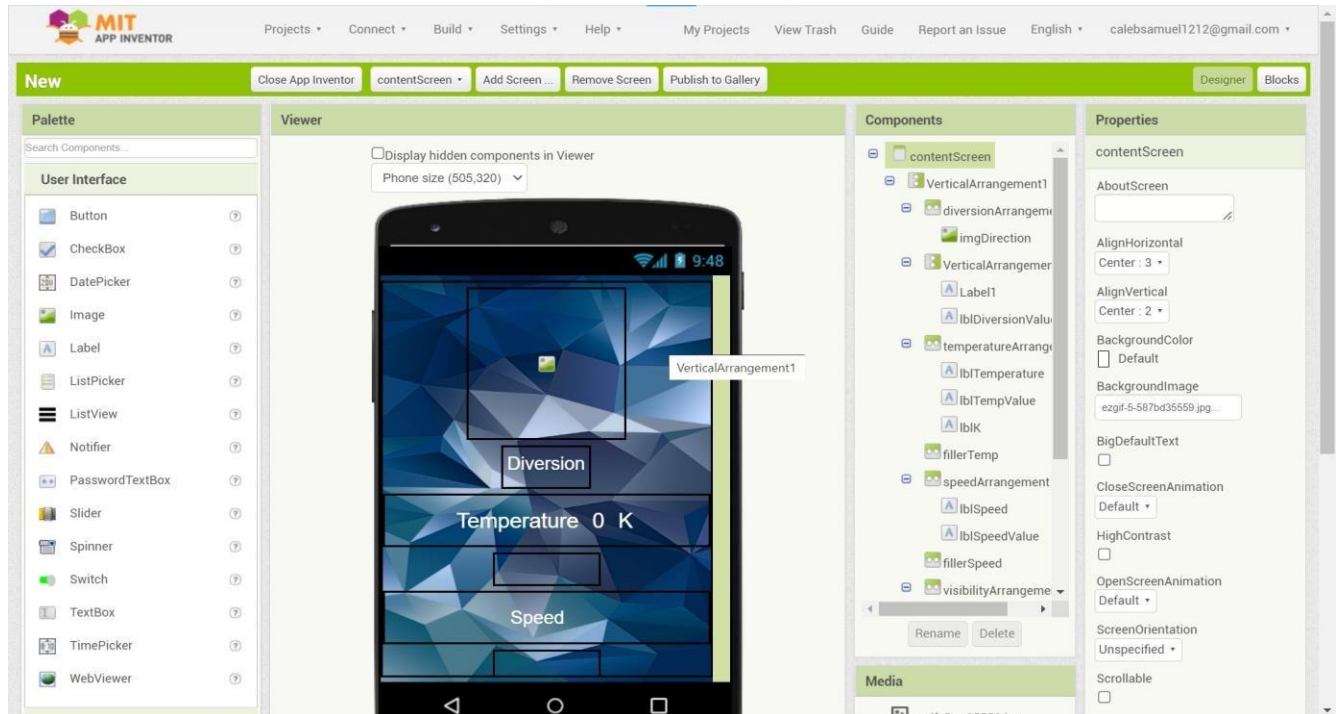 MIT
APP INVENTOR
Projects Connect Build Settings Help My Projects View Trash Guide Report an Issue English calebsamuel1212@gmail.com
New Close App Inventor contentScreen Add Screen ... Remove Screen Publish to Gallery Designer Blocks
Palette
Search Components...
User Interface
Button
CheckBox
DatePicker
Image
Label
ListPicker
ListView
Notifier
PasswordTextBox
Slider
Spinner
Switch
TextBox
TimePicker
WebViewer
Viewer
Display hidden components in Viewer
Phone size (505,320)
9:48
VerticalArrangement1
Diversion
Temperature 0 K
Speed
Components
contentScreen
VerticalArrangement1
diversionArrangeme
imgDirection
VerticalArrangemer
Label1
lblDiversionValu
temperatureArrange
lblTemperature
lblTempValue
lblK
fillerTemp
speedArrangement
lblSpeed
lblSpeedValue
fillerSpeed
visibilityArrangeme
Rename Delete
Media
Properties
contentScreen
AboutScreen
AlignHorizontal
Center : 3
AlignVertical
Center : 2
BackgroundColor
Default
BackgroundImage
ezgif-5-587bd35559.jpg...
BigDefaultText
CloseScreenAnimation
Default
HighContrast
OpenScreenAnimation
Default
ScreenOrientation
Unspecified
Scrollable